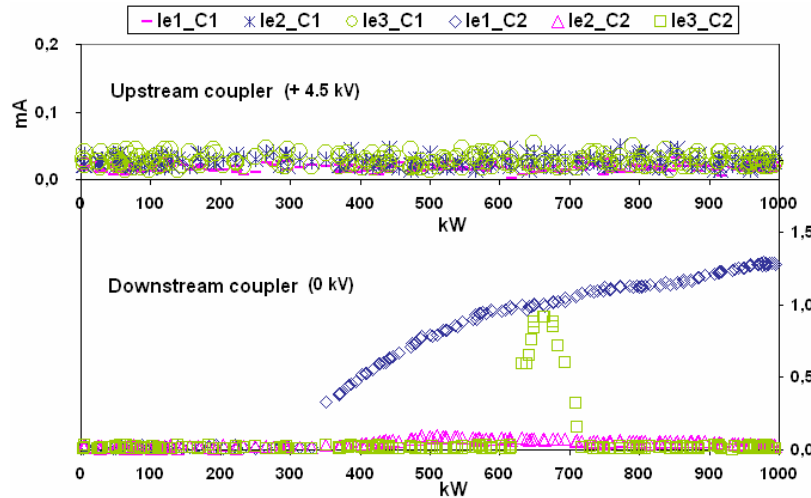 Ie1_C1 Ie2_C1 Ie3_C1 Ie1_C2 Ie2_C2 Ie3_C2
0,2
Upstream coupler (+ 4.5 kV)
mA
0,1
0,0
0 100 200 300 400 500 600 700 800 900 1000
kW
1,5
Downstream coupler (0 kV)
1,0
0,5
0,0
0 100 200 300 400 500 600 700 800 900 1000
kW